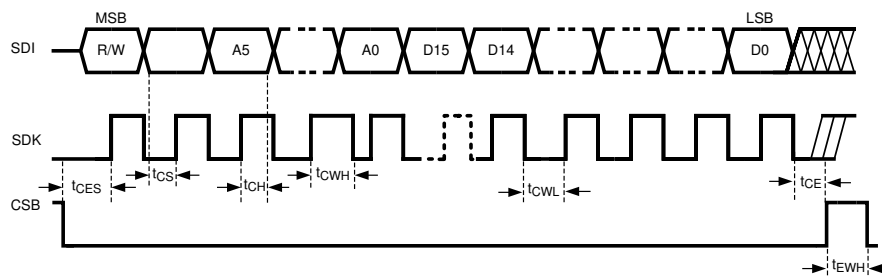 MSB
LSB
SDI
R/W
A5
A0
D15
D14
D0
SDK
tCES
tCS
tCH
tCWH
tCWL
tCE
CSB
tEWH